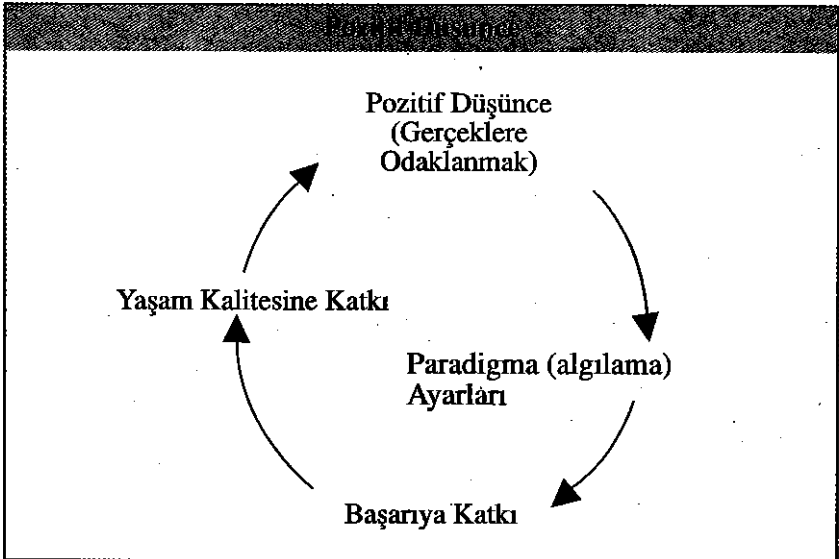 Pozitif Düşünce
Pozitif Düşünce
(Gerçeklere
Odaklanmak)
Yaşam Kalitesine Katkı
Paradigma (algılama)
Ayarları
Başarıya Katkı